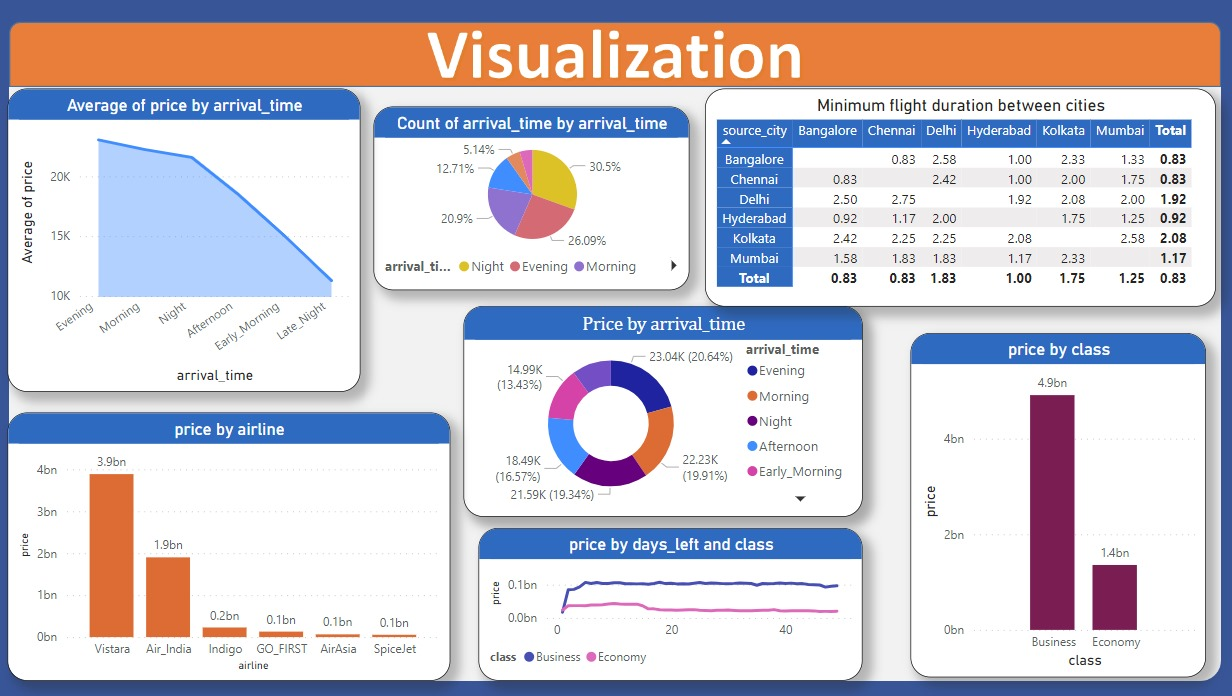 Visualization
Average of price by arrival_time
Average of price
20K
15K
10K
Evening
Morning
Night
Afternoon
Early_Morning
Late_Night
arrival_time
Count of arrival_time by arrival_time
5.14%
12.71%
20.9%
30.5%
26.09%
arrival_ti... Night Evening Morning
Minimum flight duration between cities
source_city Bangalore Chennai Delhi Hyderabad Kolkata Mumbai Total
Bangalore 0.83 2.58 1.00 2.33 1.33 0.83
Chennai 0.83 2.42 1.00 2.00 1.75 0.83
Delhi 2.50 2.75 1.92 2.08 2.00 1.92
Hyderabad 0.92 1.17 2.00 1.75 1.25 0.92
Kolkata 2.42 2.25 2.25 2.08 2.58 2.08
Mumbai 1.58 1.83 1.83 1.17 2.33 1.17
Total 0.83 0.83 1.83 1.00 1.75 1.25 0.83
Price by arrival_time
23.04K (20.64%)
14.99K
(13.43%)
18.49K
(16.57%)
22.23K
(19.91%)
21.59K (19.34%)
arrival_time
Evening
Morning
Night
Afternoon
Early_Morning
price by class
price
4bn
2bn
0bn
4.9bn
1.4bn
Business Economy
class
price by airline
price
4bn
3bn
2bn
1bn
0bn
3.9bn
1.9bn
0.2bn
0.1bn
0.1bn
0.1bn
Vistara Air_India Indigo GO_FIRST AirAsia SpiceJet
airline
price by days_left and class
price
0.1bn
0.0bn
0 20 40
class Business Economy